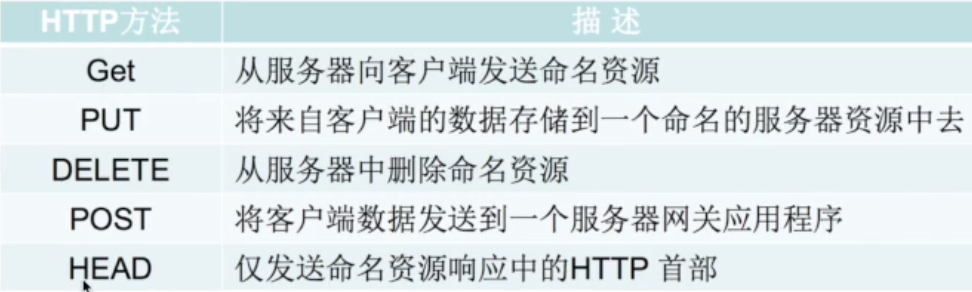 HTTP方法 描 述
Get 从服务器向客户端发送命名资源
PUT 将来自客户端的数据存储到一个命名的服务器资源中去
DELETE 从服务器中删除命名资源
POST 将客户端数据发送到一个服务器网关应用程序
HEAD 仅发送命名资源响应中的HTTP 首部